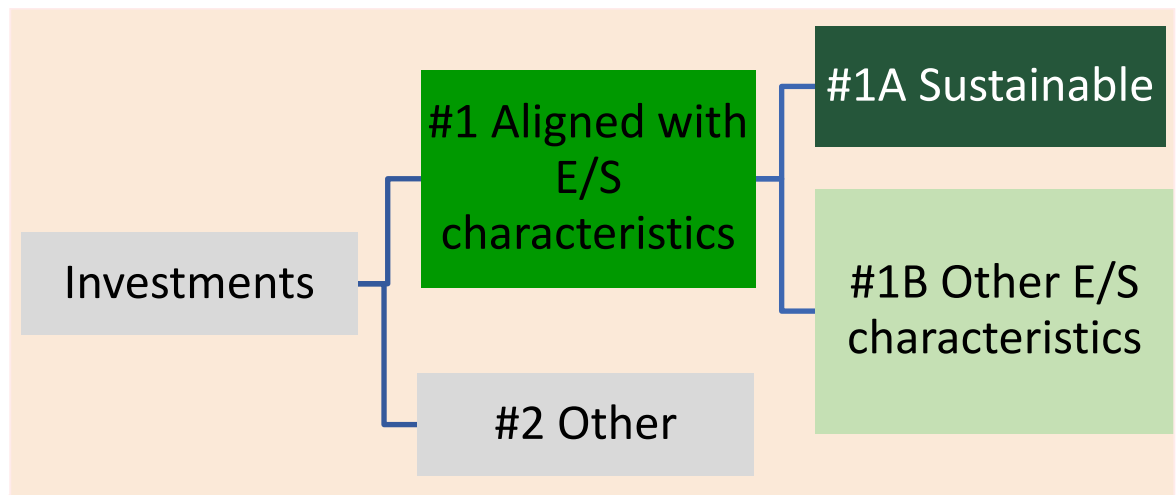 #1A Sustainable
#1 Aligned with
E/S
characteristics
#1B Other E/S
characteristics
Investments
#2 Other